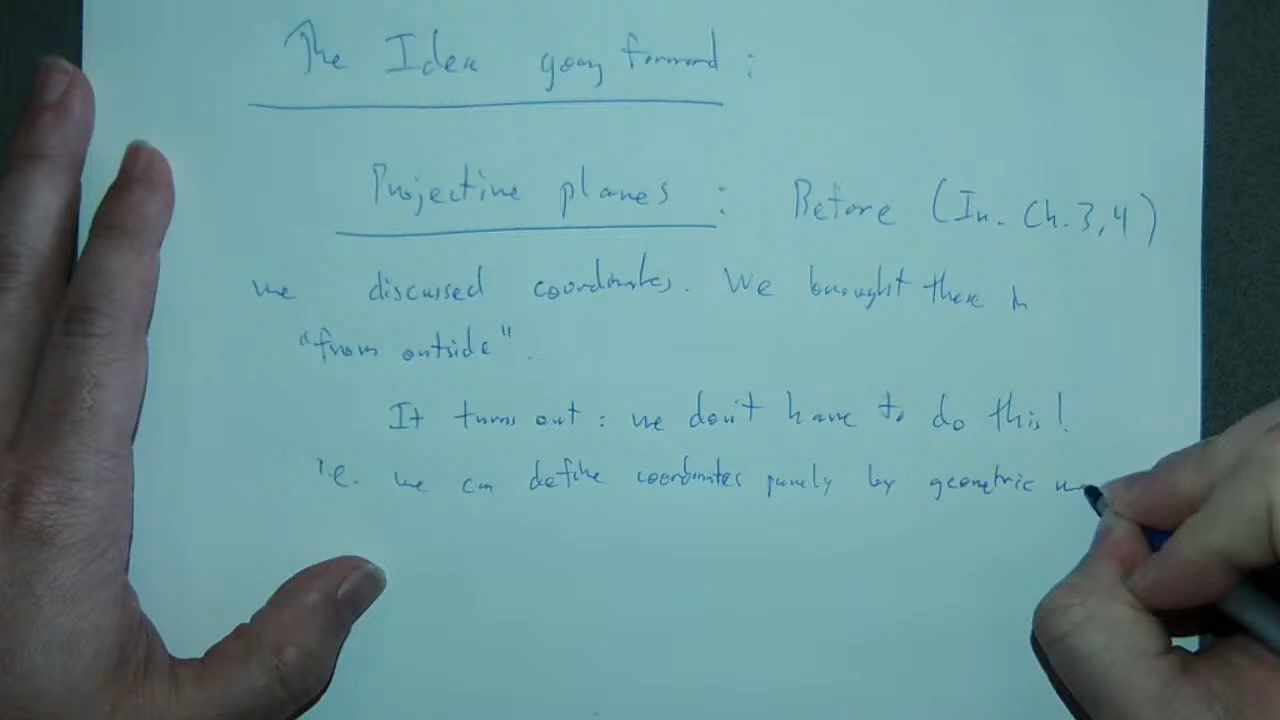 The Idea going forward :
Projective planes : Before (In. Ch. 3, 4)
we discussed coordinates. We brought these in
"from outside".
It turns out : we don't have to do this!
i.e. we can define coordinates purely by geometric